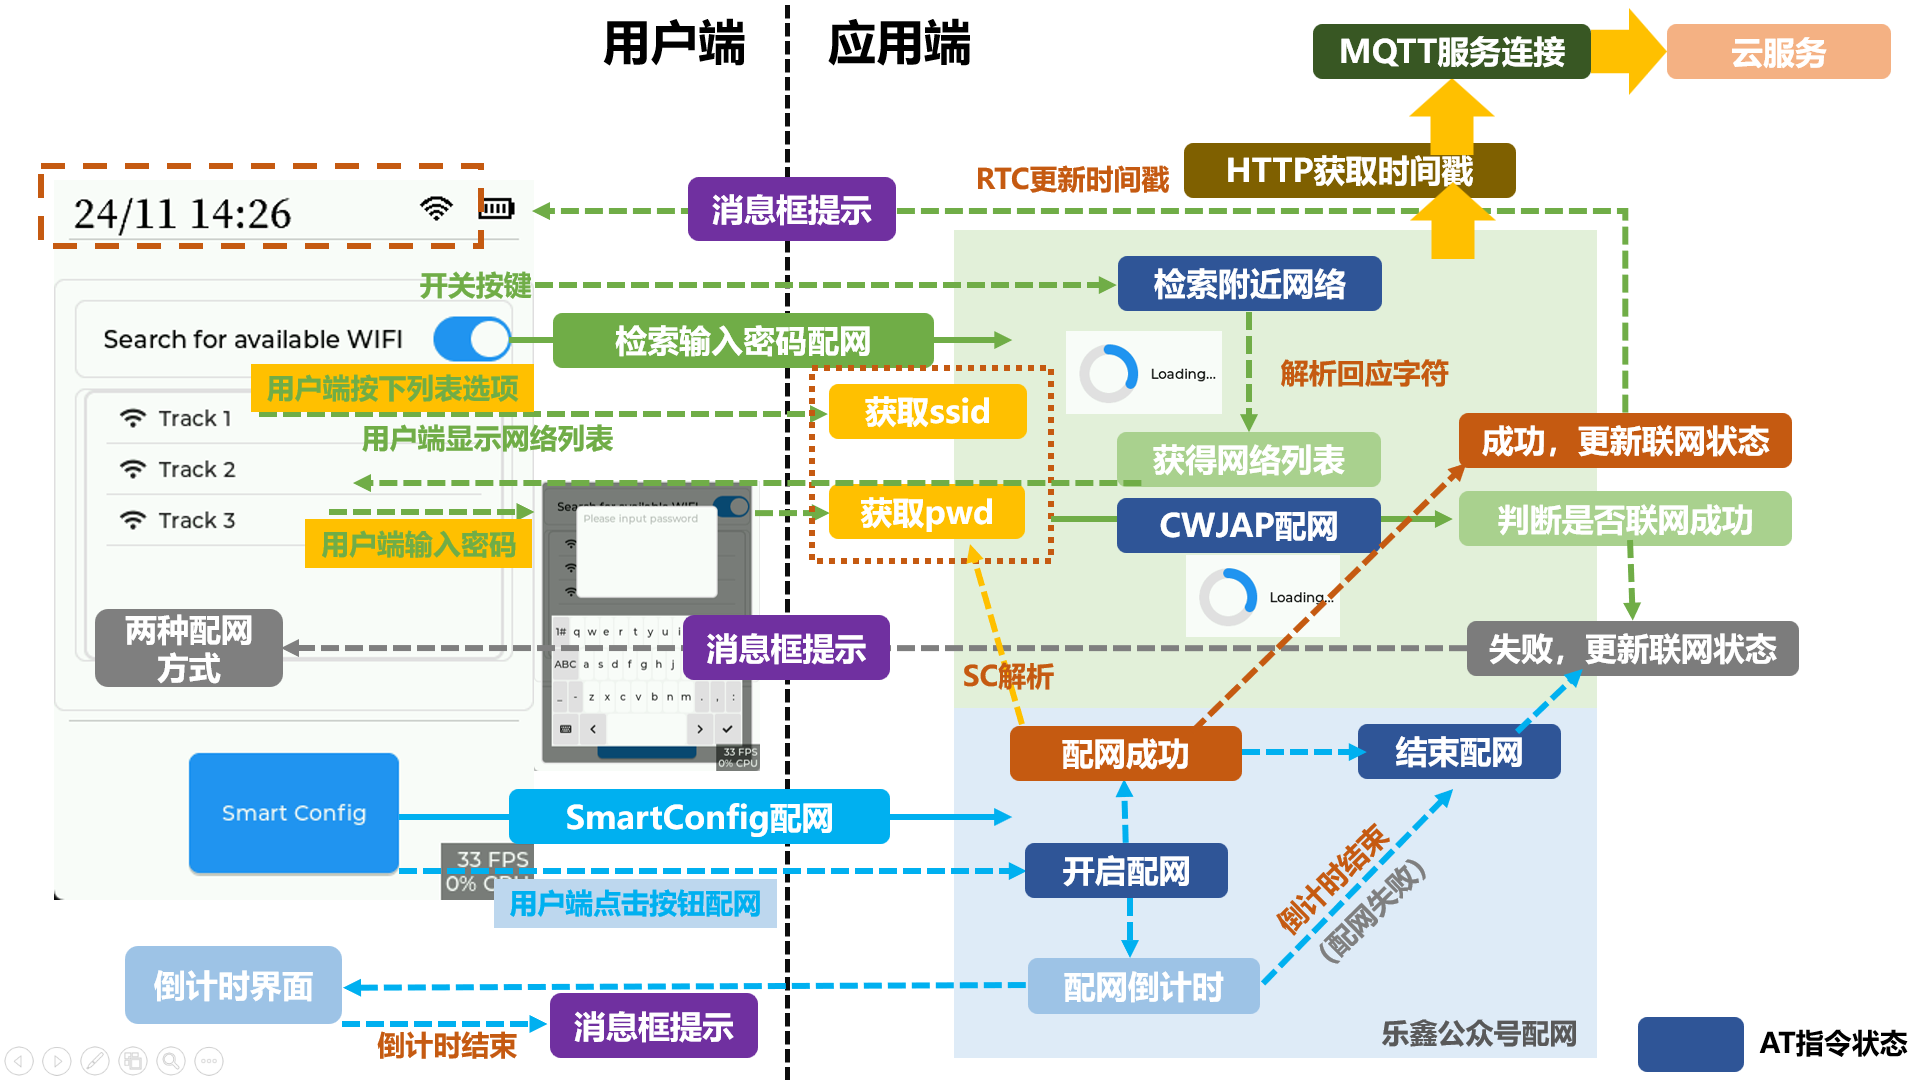 用户端
应用端
MQTT服务连接
云服务
HTTP获取时间戳
RTC更新时间戳
24/11 14:26
消息框提示
开关按键
检索附近网络
Search for available WIFI
检索输入密码配网
Loading...
解析回应字符
用户端按下列表选项
获取ssid
Track 1
用户端显示网络列表
获得网络列表
成功，更新联网状态
Track 2
Please input password
获取pwd
CWJAP配网
判断是否联网成功
Track 3
用户端输入密码
Loading...
两种配网
方式
1# q w e r t y u i
消息框提示
失败，更新联网状态
ABC a s d f g h j
SC解析
_ - z x c v b n m . , :
配网成功
结束配网
33 FPS
0% CPU
Smart Config
SmartConfig配网
33 FPS
0% CPU
开启配网
用户端点击按钮配网
倒计时结束
(配网失败)
倒计时界面
配网倒计时
消息框提示
倒计时结束
乐鑫公众号配网
AT指令状态